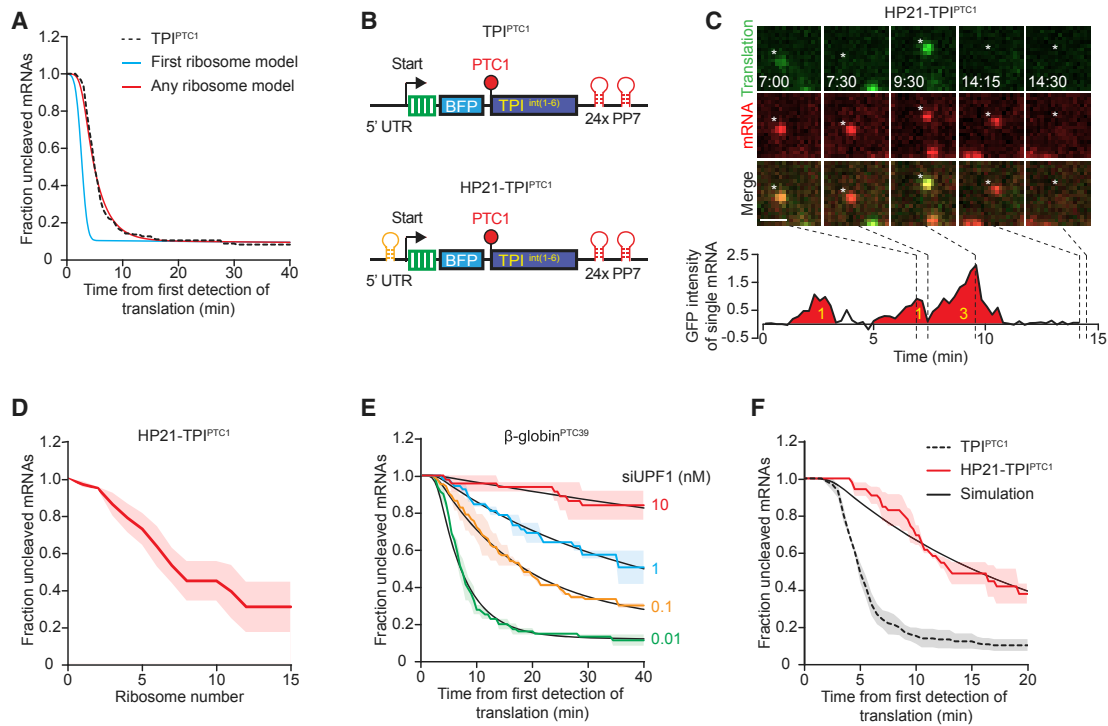 A
TPI^PTC1
First ribosome model
Any ribosome model
Fraction uncleaved mRNAs
1.2
1.0
0.8
0.6
0.4
0.2
0
0 10 20 30 40
Time from first detection of
translation (min)
B
TPI^PTC1
Start
PTC1
BFP
TPI int(1-6)
5' UTR
24x PP7
HP21-TPI^PTC1
Start
PTC1
BFP
TPI int(1-6)
5' UTR
24x PP7
C
HP21-TPI^PTC1
Translation
mRNA
Merge
* * * * *
7:00 7:30 9:30 14:15 14:30
* * * * *
* * * * *
GFP intensity
of single mRNA
2.5
1.5
0.5
-0.5
1 1 3
0 5 10 15
Time (min)
D
HP21-TPI^PTC1
Fraction uncleaved mRNAs
1.2
1.0
0.8
0.6
0.4
0.2
0
0 5 10 15
Ribosome number
E
β-globin^PTC39
Fraction uncleaved mRNAs
1.2
1.0
0.8
0.6
0.4
0.2
0
siUPF1 (nM)
10
1
0.1
0.01
0 10 20 30 40
Time from first detection of
translation (min)
F
TPI^PTC1
HP21-TPI^PTC1
Simulation
Fraction uncleaved mRNAs
1.2
1.0
0.8
0.6
0.4
0.2
0
0 5 10 15 20
Time from first detection of
translation (min)